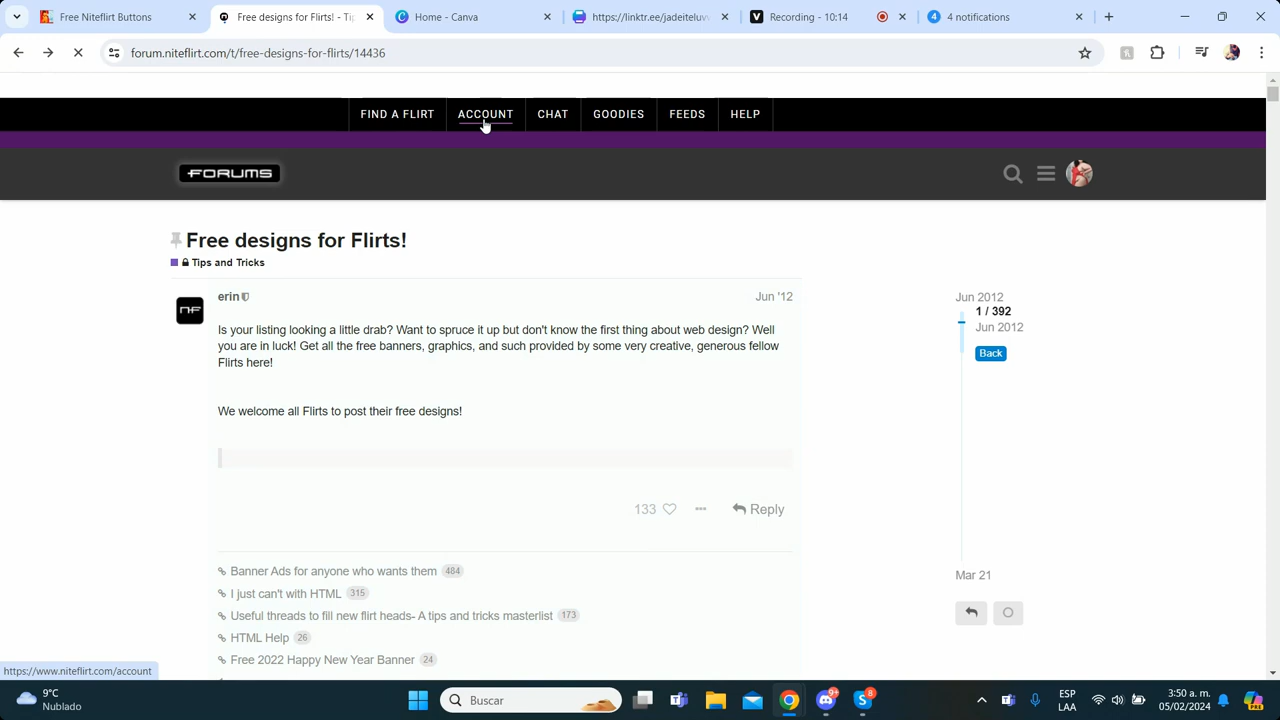 Free Niteflirt Buttons
Free designs for Flirts! - Ti
Home - Canva
https://linktr.ee/jadeiteluv
Recording - 10:14
4 notifications
forum.niteflirt.com/t/free-designs-for-flirts/14436
FIND A FLIRT
ACCOUNT
CHAT
GOODIES
FEEDS
HELP
FORUMS
Free designs for Flirts!
Tips and Tricks
erin
Jun '12
Is your listing looking a little drab? Want to spruce it up but don't know the first thing about web design? Well
you are in luck! Get all the free banners, graphics, and such provided by some very creative, generous fellow
Flirts here!
We welcome all Flirts to post their free designs!
133
Reply
Banner Ads for anyone who wants them 484
I just can't with HTML 315
Useful threads to fill new flirt heads- A tips and tricks masterlist 173
HTML Help 26
Free 2022 Happy New Year Banner 24
Jun 2012
1 / 392
Jun 2012
Back
Mar 21
https://www.niteflirt.com/account
9°C
Nublado
Buscar
9+
8
ESP
LAA
3:50 a. m.
05/02/2024